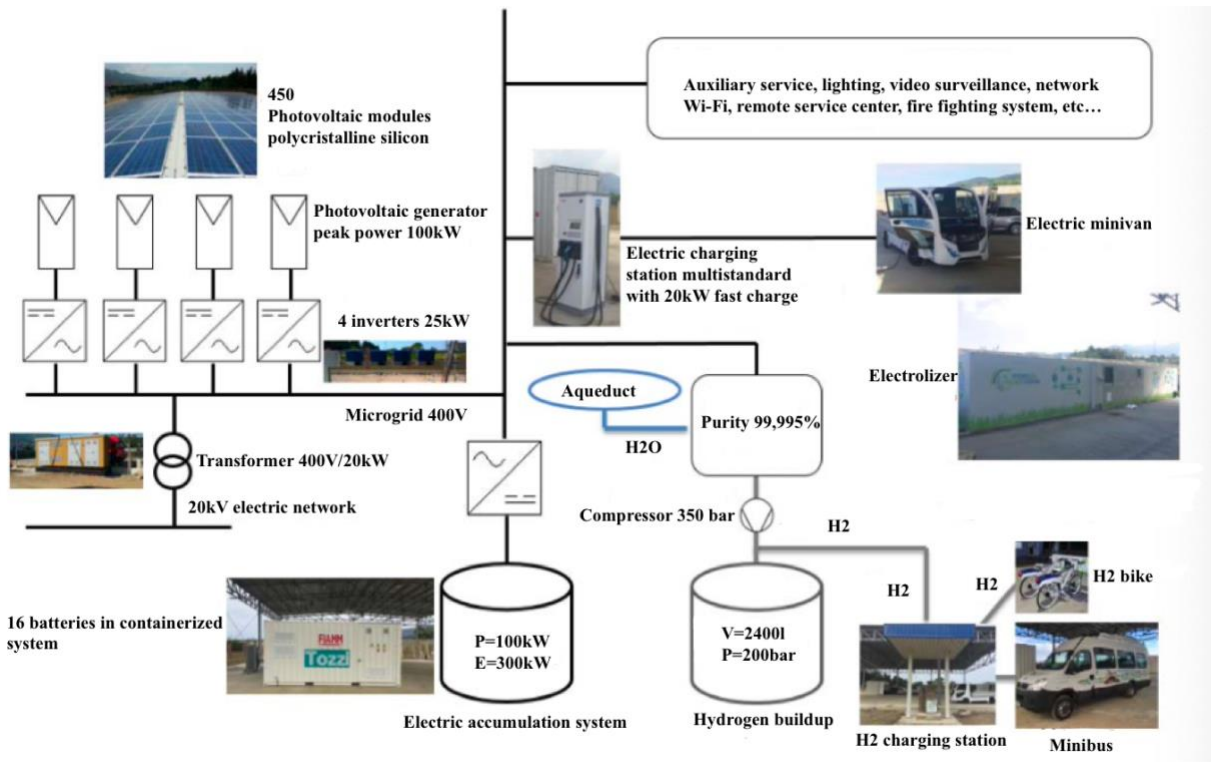 450
Photovoltaic modules
polycristalline silicon
Auxiliary service, lighting, video surveillance, network
Wi-Fi, remote service center, fire fighting system, etc…
Photovoltaic generator
peak power 100kW
Electric charging
station multistandard
with 20kW fast charge
Electric minivan
4 inverters 25kW
Electrolizer
Microgrid 400V
Aqueduct
H2O
Purity 99,995%
Transformer 400V/20kW
20kV electric network
Compressor 350 bar
H2
H2
H2
H2 bike
16 batteries in containerized
system
FIAMM
Tozzi
P=100kW
E=300kW
Electric accumulation system
V=2400l
P=200bar
Hydrogen buildup
H2 charging station
Minibus